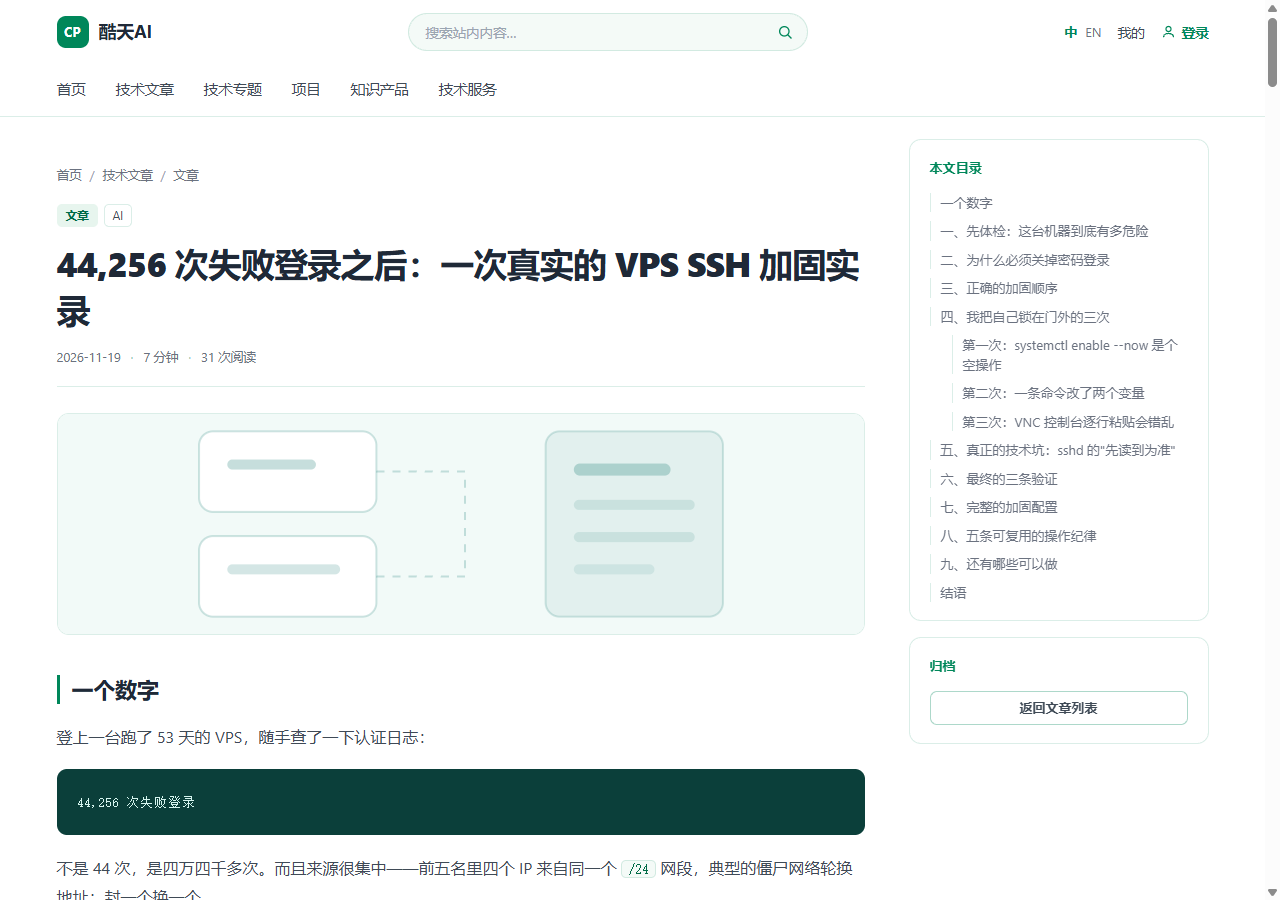 CP 酷天AI
搜索站内内容...
中 EN 我的 登录
首页 技术文章 技术专题 项目 知识产品 技术服务
首页 / 技术文章 / 文章
文章 AI
44,256 次失败登录之后：一次真实的 VPS SSH 加固实
录
2026-11-19 · 7 分钟 · 31 次阅读
一个数字
登上一台跑了 53 天的 VPS，随手查了一下认证日志：
44,256 次失败登录
不是 44 次，是四万四千多次。而且来源很集中——前五名里四个 IP 来自同一个 /24 网段，典型的僵尸网络轮换
地址：封一个换一个
本文目录
一个数字
一、先体检：这台机器到底有多危险
二、为什么必须关掉密码登录
三、正确的加固顺序
四、我把自己锁在门外的三次
第一次：systemctl enable --now 是个
空操作
第二次：一条命令改了两个变量
第三次：VNC 控制台逐行粘贴会错乱
五、真正的技术坑：sshd 的"先读到为准"
六、最终的三条验证
七、完整的加固配置
八、五条可复用的操作纪律
九、还有哪些可以做
结语
归档
返回文章列表